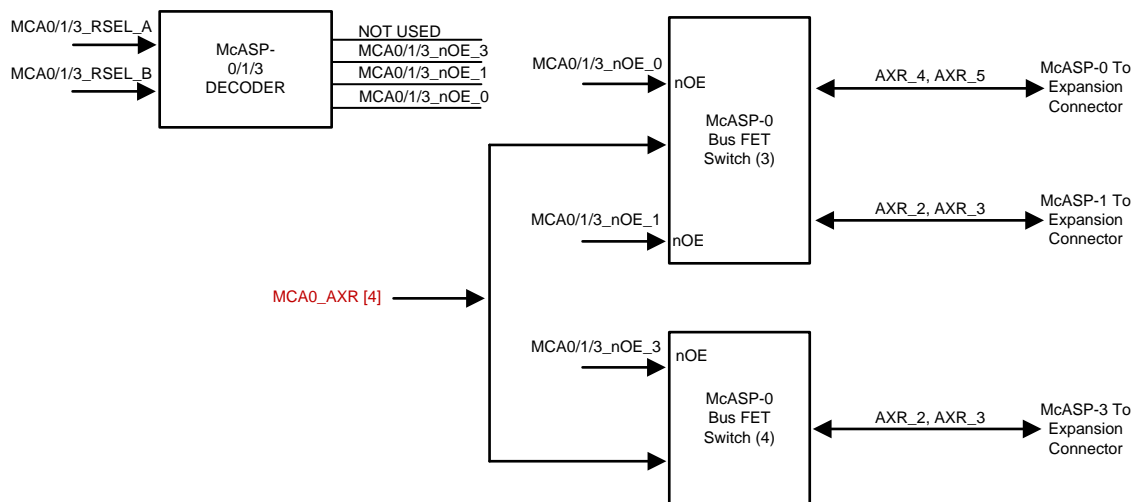 MCA0/1/3_RSEL_A
MCA0/1/3_RSEL_B
McASP-
0/1/3
DECODER
NOT USED
MCA0/1/3_nOE_3
MCA0/1/3_nOE_1
MCA0/1/3_nOE_0
MCA0/1/3_nOE_0
nOE
McASP-0
Bus FET
Switch (3)
AXR_4, AXR_5
McASP-0 To
Expansion
Connector
MCA0/1/3_nOE_1
nOE
AXR_2, AXR_3
McASP-1 To
Expansion
Connector
MCA0_AXR [4]
MCA0/1/3_nOE_3
nOE
McASP-0
Bus FET
Switch (4)
AXR_2, AXR_3
McASP-3 To
Expansion
Connector